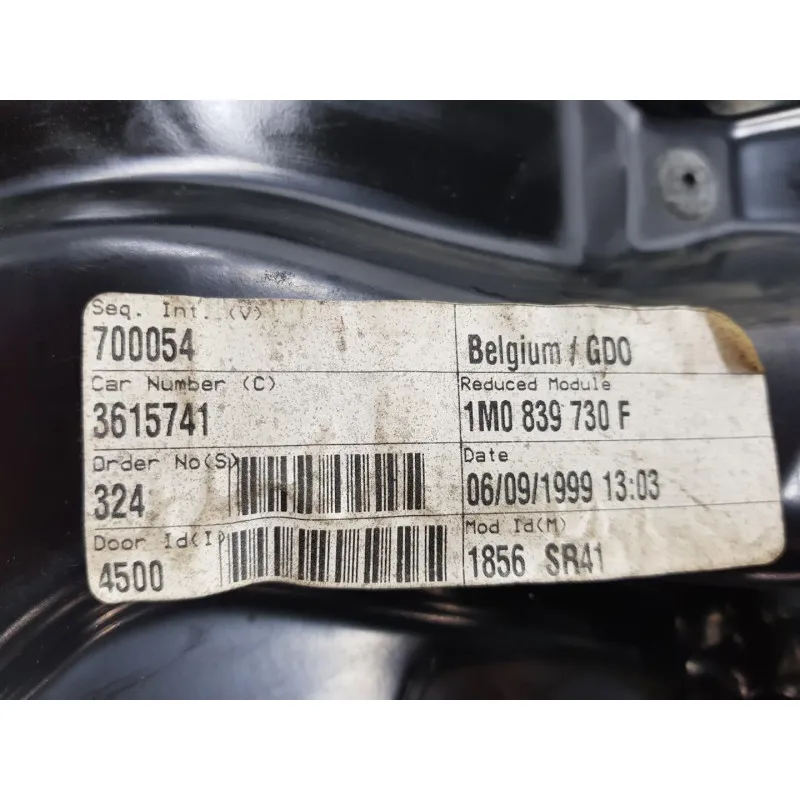 Seq. Int. (V)
700054
Belgium / GDO
Car Number (C)
3615741
Reduced Module
1M0 839 730 F
Order No(S)
324
Date
06/09/1999 13:03
Door Id(I)
4500
Mod Id(M)
1856 SR41